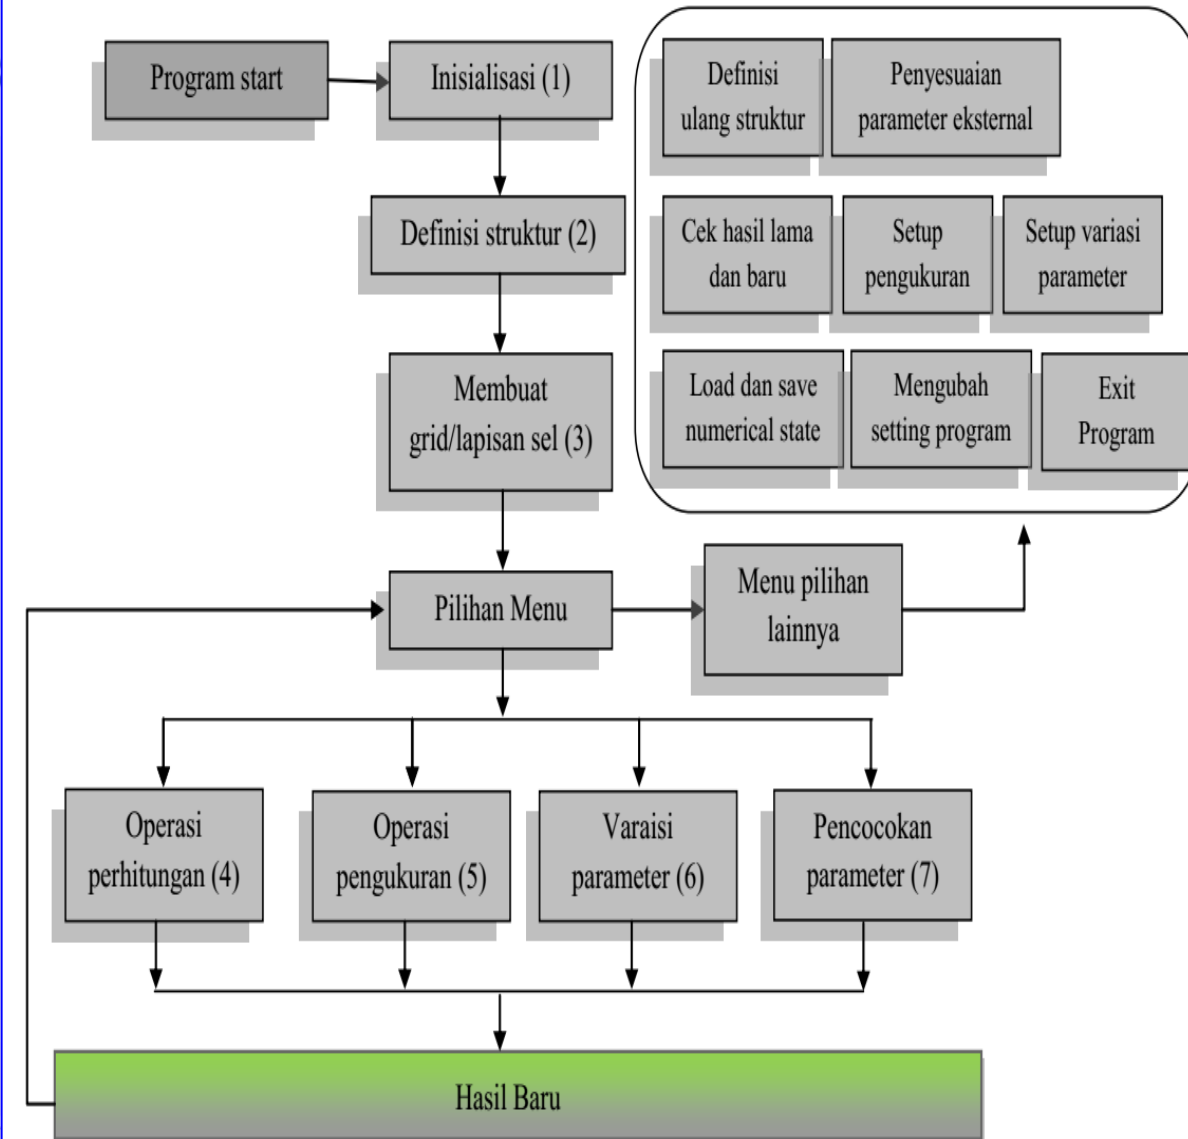 Program start
Inisialisasi (1)
Definisi struktur (2)
Membuat
grid/lapisan sel (3)
Pilihan Menu
Menu pilihan
lainnya
Definisi
ulang struktur
Penyesuaian
parameter eksternal
Cek hasil lama
dan baru
Setup
pengukuran
Setup variasi
parameter
Load dan save
numerical state
Mengubah
setting program
Exit
Program
Operasi
perhitungan (4)
Operasi
pengukuran (5)
Varaisi
parameter (6)
Pencocokan
parameter (7)
Hasil Baru